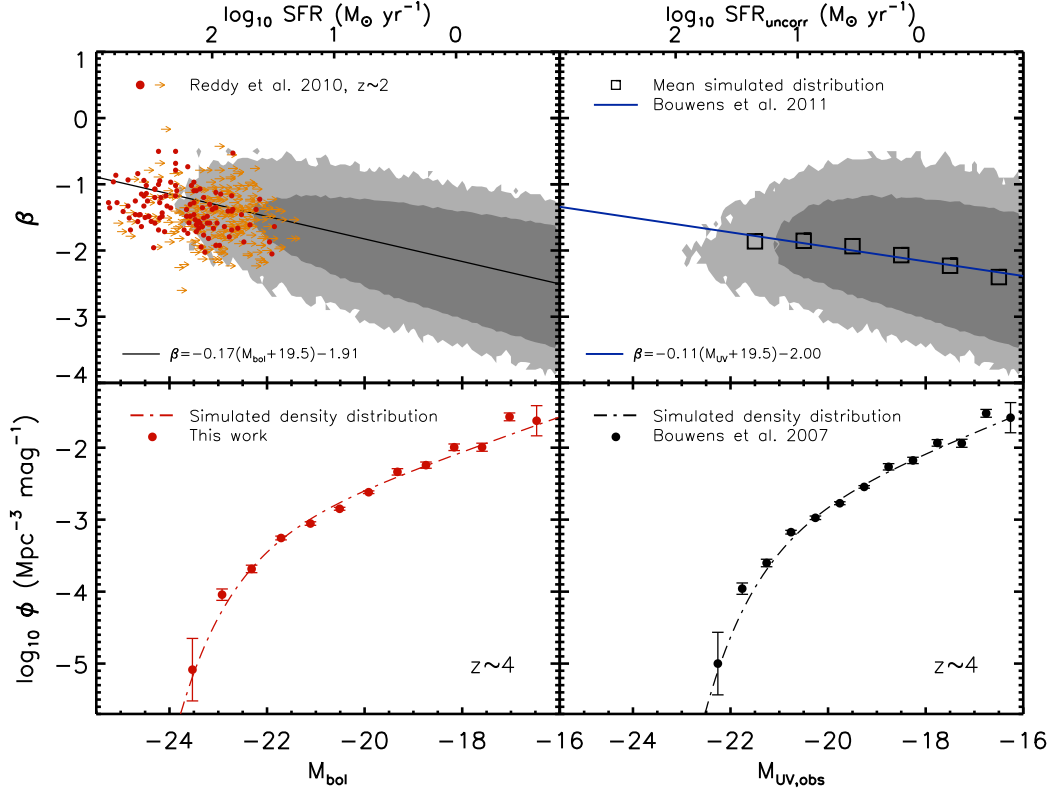 log₁₀ SFR (M⊙ yr⁻¹)
log₁₀ SFRuncorr (M⊙ yr⁻¹)
2 1 0
2 1 0
1
0
−1
−2
−3
−4
β
Reddy et al. 2010, z~2
β=−0.17(Mbol+19.5)−1.91
Mean simulated distribution
Bouwens et al. 2011
β=−0.11(MUV+19.5)−2.00
−2
−3
−4
−5
log₁₀ ϕ (Mpc⁻³ mag⁻¹)
Simulated density distribution
This work
z~4
Simulated density distribution
Bouwens et al. 2007
z~4
−24 −22 −20 −18 −16
−24 −22 −20 −18 −16
Mbol
MUV,obs